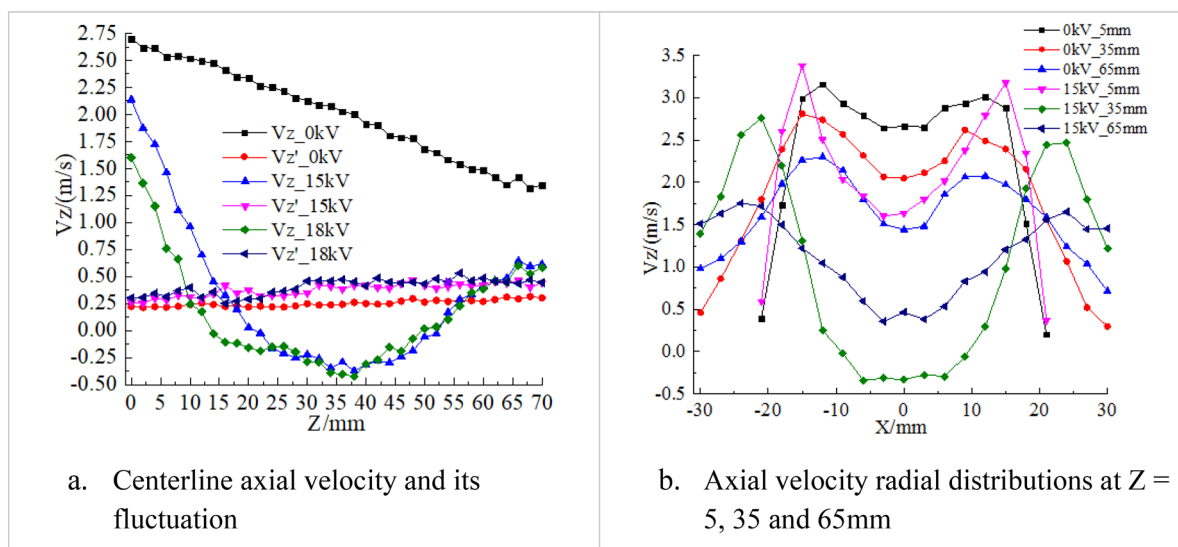 2.75
2.50
2.25
2.00
1.75
1.50
1.25
1.00
0.75
0.50
0.25
0.00
-0.25
-0.50
Vz/(m/s)
Vz_0kV
Vz'_0kV
Vz_15kV
Vz'_15kV
Vz_18kV
Vz'_18kV
0 5 10 15 20 25 30 35 40 45 50 55 60 65 70
Z/mm
a. Centerline axial velocity and its
fluctuation
0kV_5mm
0kV_35mm
0kV_65mm
15kV_5mm
15kV_35mm
15kV_65mm
3.5
3.0
2.5
2.0
1.5
1.0
0.5
0.0
-0.5
Vz/(m/s)
-30 -20 -10 0 10 20 30
X/mm
b. Axial velocity radial distributions at Z =
5, 35 and 65mm